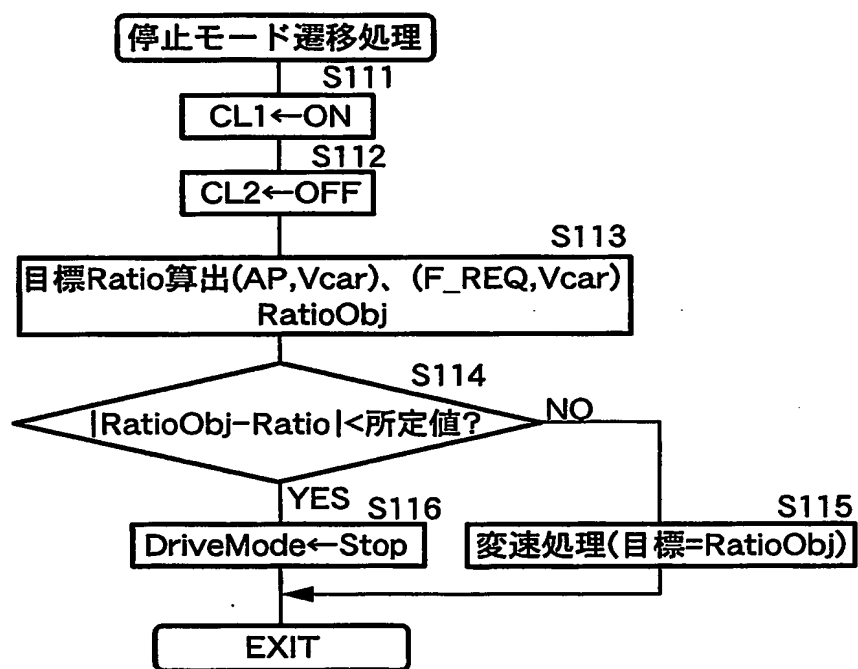 停止モード遷移処理
S111
CL1←ON
S112
CL2←OFF
S113
目標Ratio算出(AP,Vcar)、(F_REQ,Vcar)
RatioObj
S114
|RatioObj−Ratio|<所定値?
NO
YES
S116
S115
DriveMode←Stop
変速処理(目標=RatioObj)
EXIT